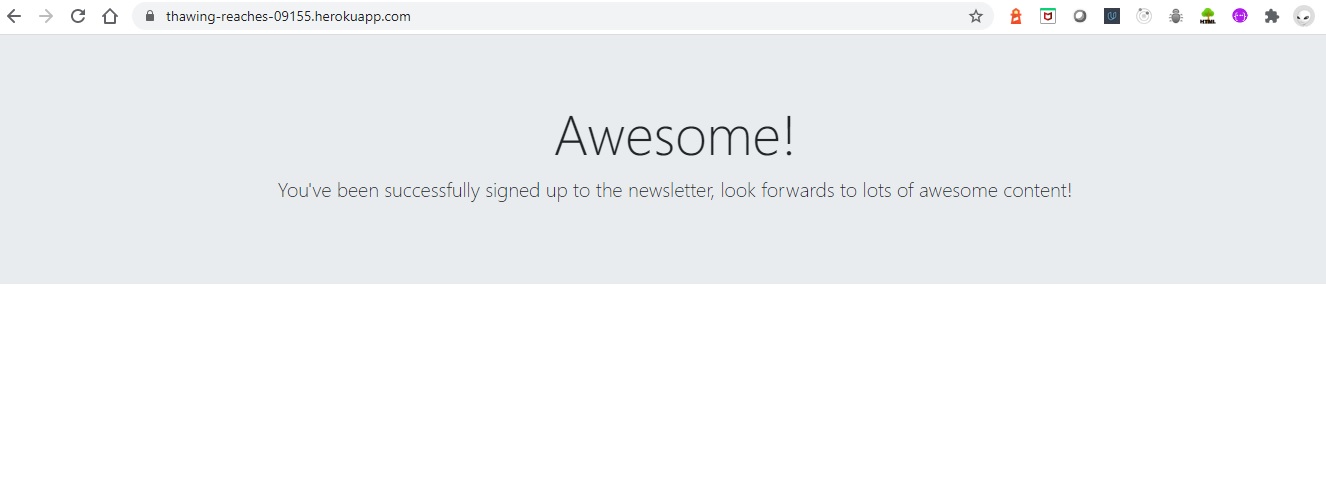 thawing-reaches-09155.herokuapp.com
Awesome!
You've been successfully signed up to the newsletter, look forwards to lots of awesome content!